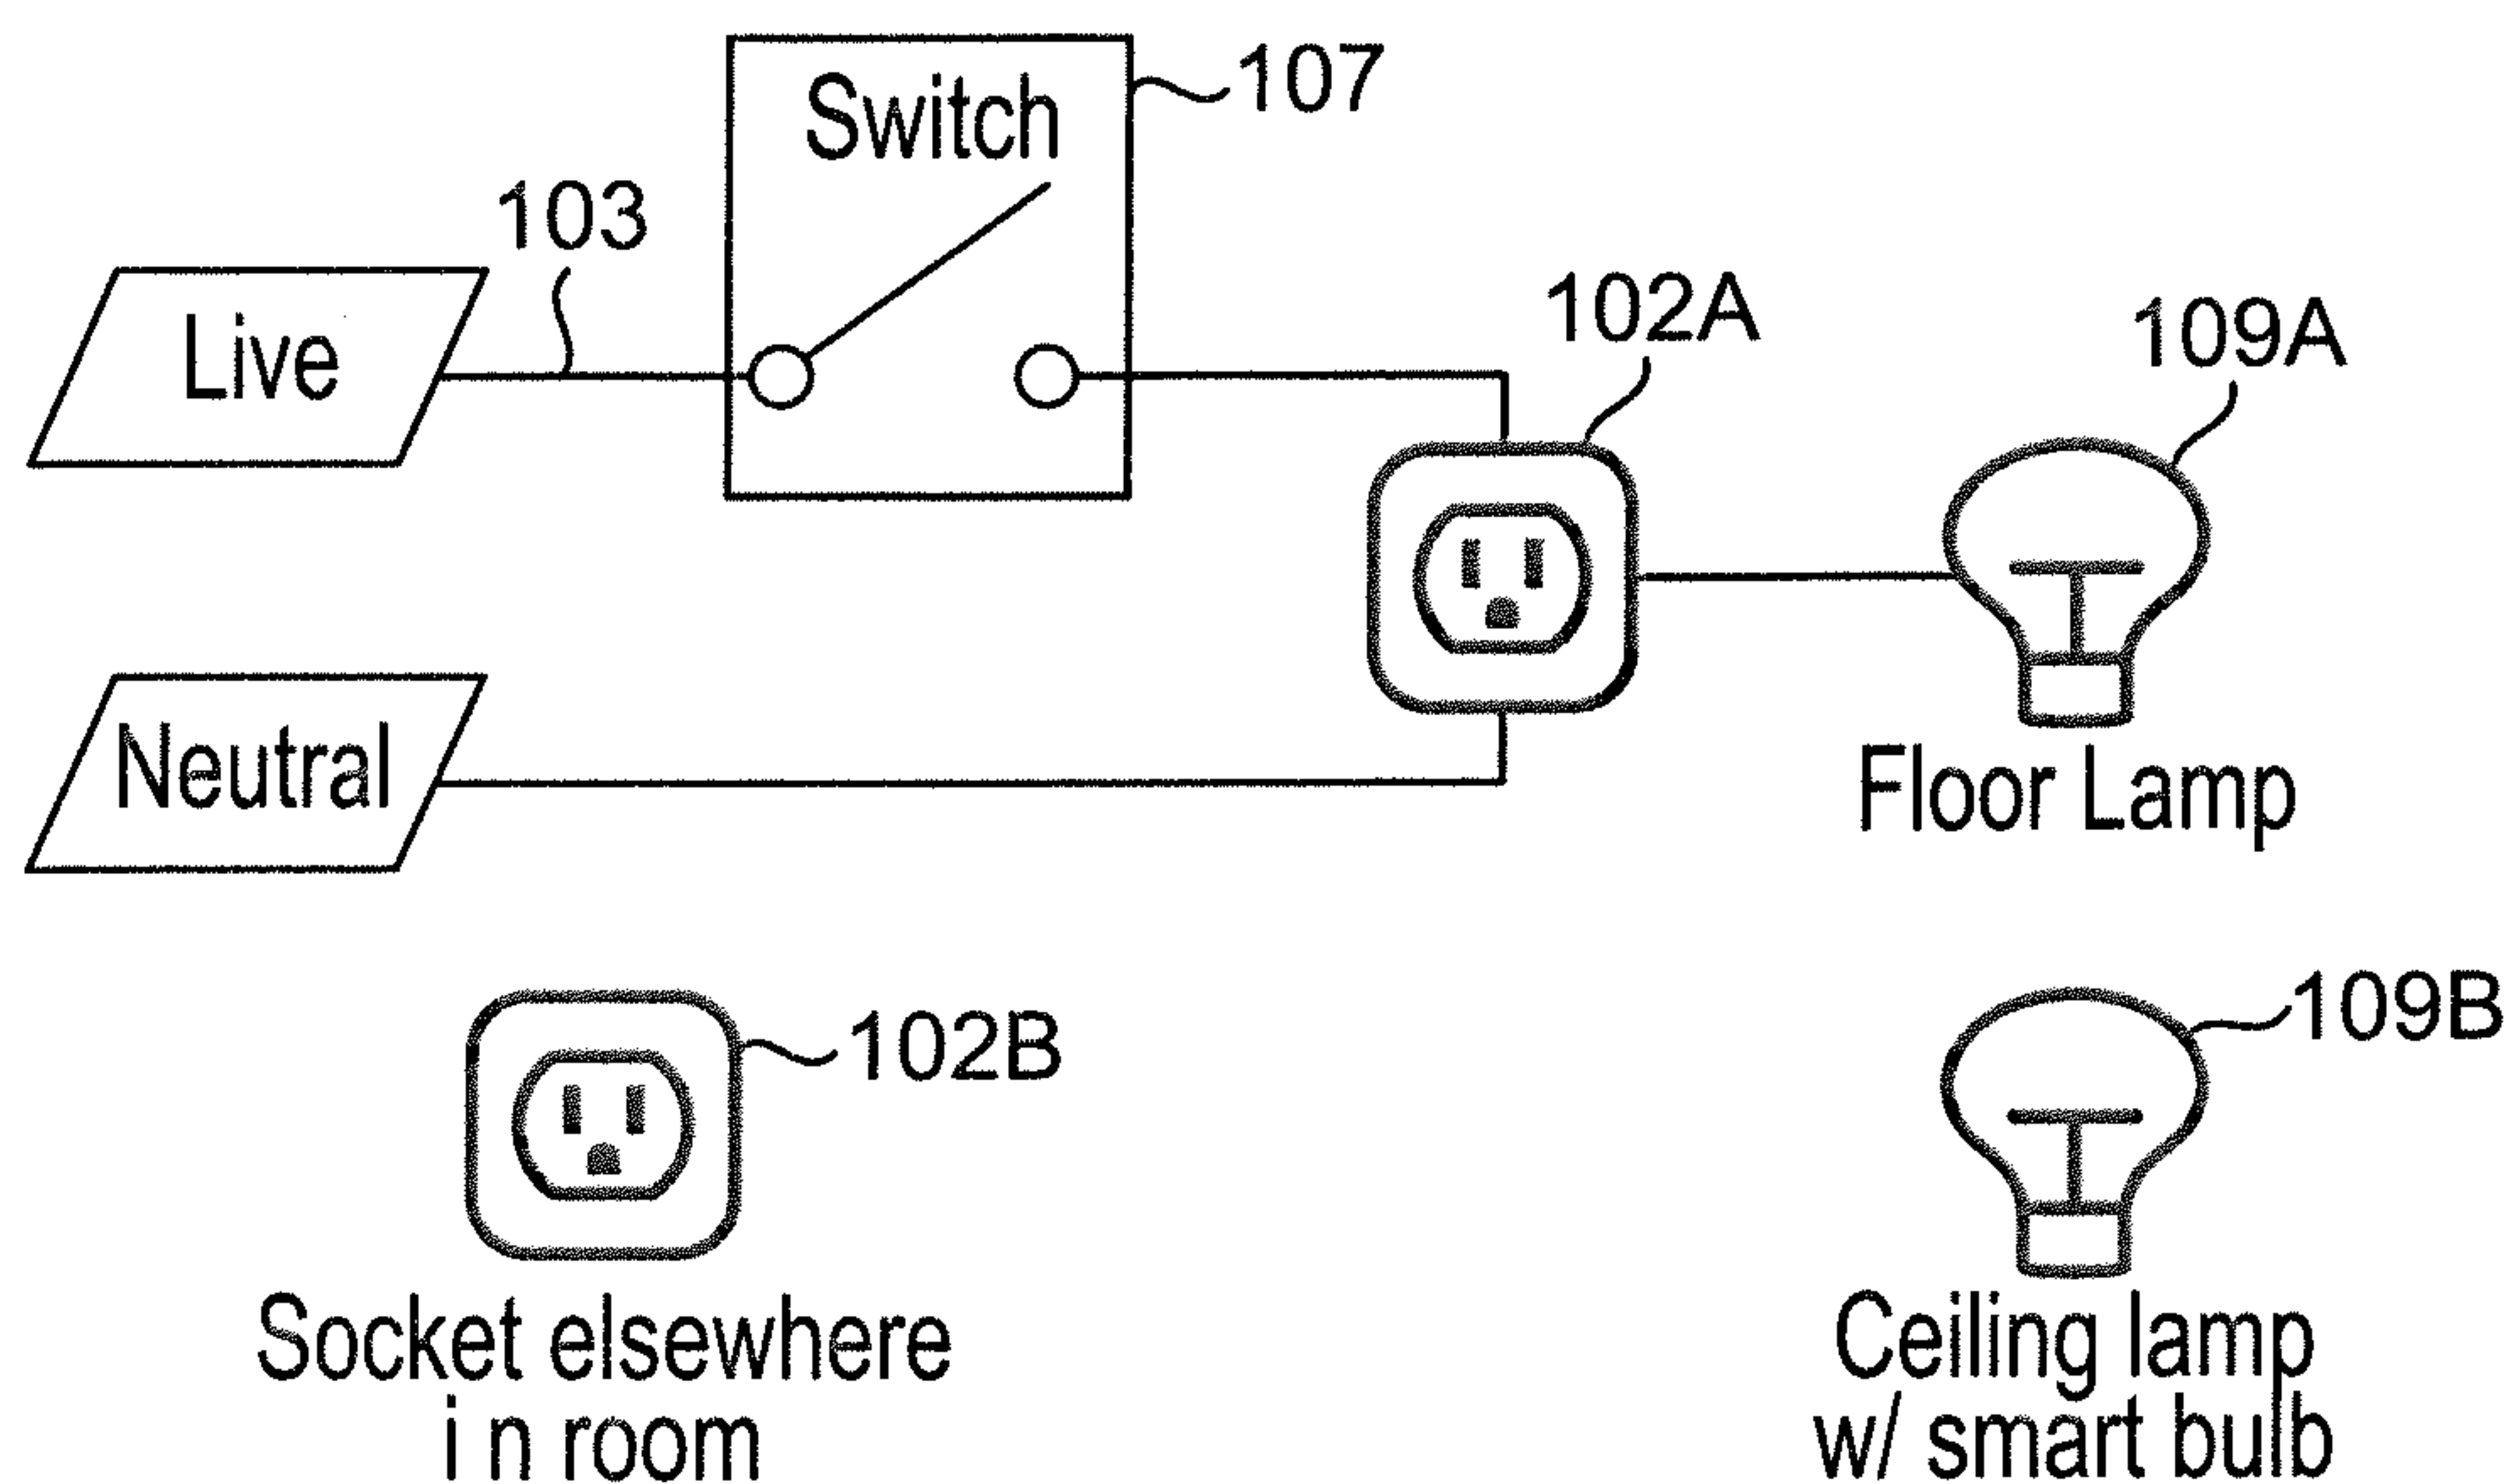 Switch
107
103
Live
102A
109A
Neutral
Floor Lamp
102B
109B
Socket elsewhere
i n room
Ceiling lamp
w/ smart bulb